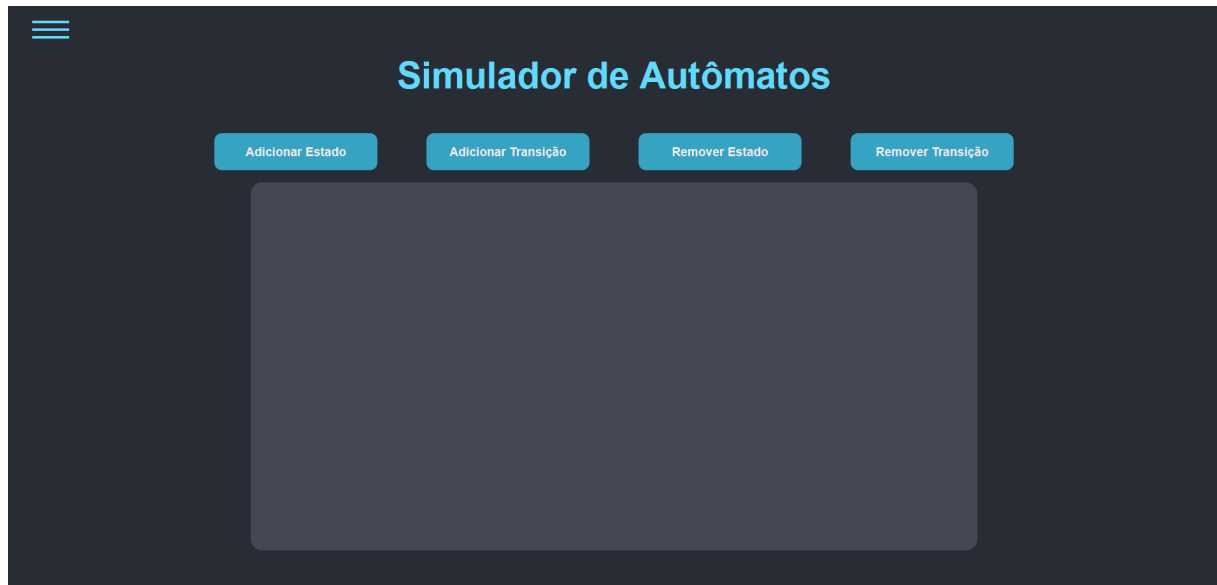 Simulador de Autômatos
Adicionar Estado Adicionar Transição Remover Estado Remover Transição